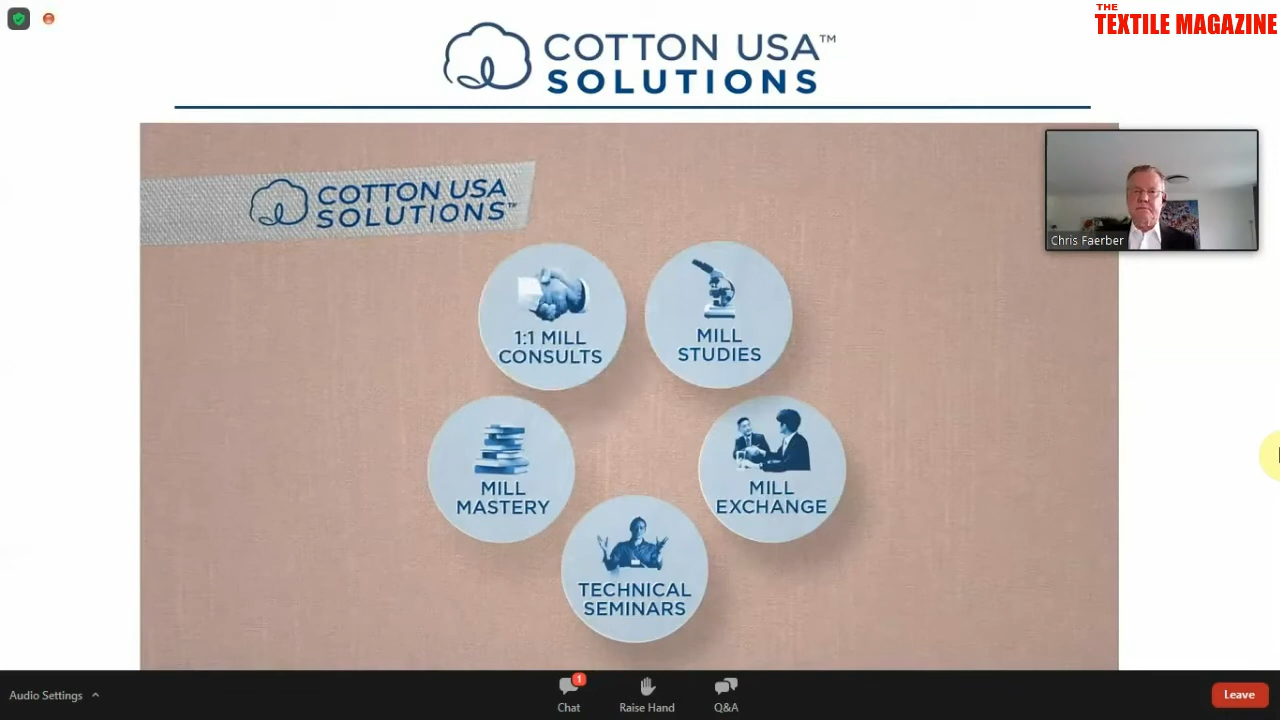 THE
TEXTILE MAGAZINE
COTTON USA™
SOLUTIONS
COTTON USA
SOLUTIONS™
Chris Faerber
1:1 MILL
CONSULTS
MILL
STUDIES
MILL
MASTERY
MILL
EXCHANGE
TECHNICAL
SEMINARS
Audio Settings
1
Chat
Raise Hand
Q&A
Leave